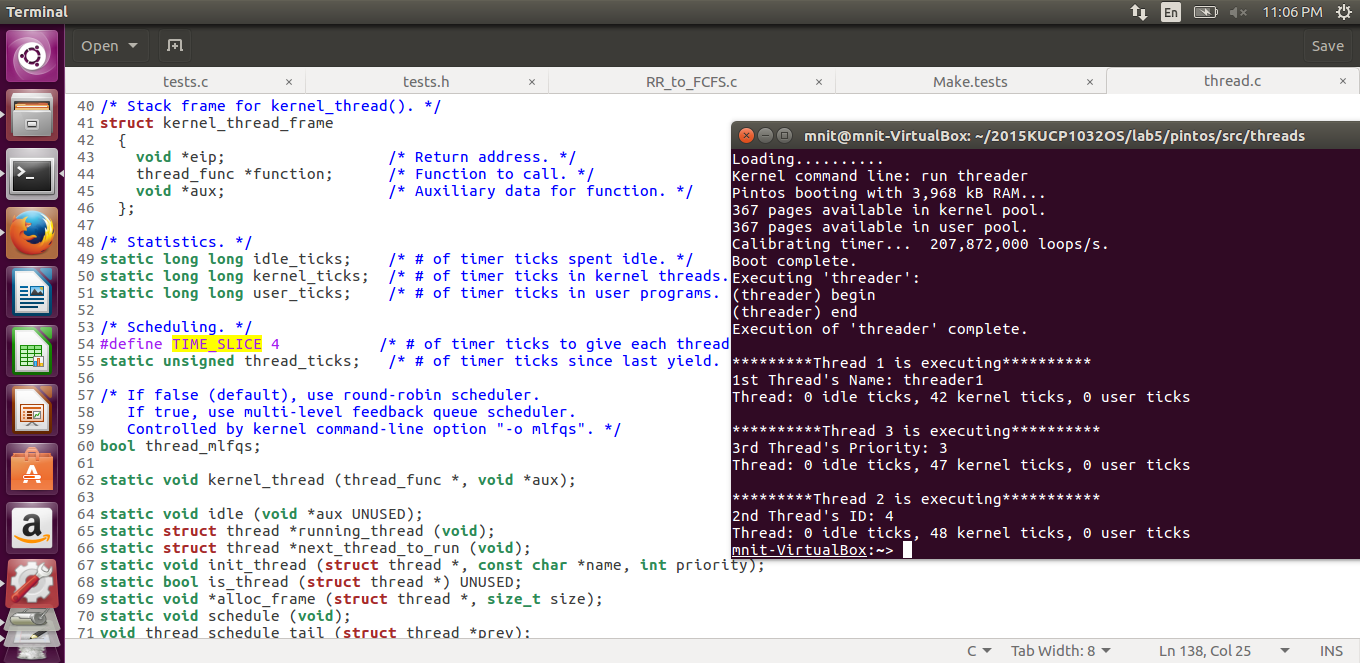 Terminal
En
11:06 PM
Open
Save
tests.c
tests.h
RR_to_FCFS.c
Make.tests
thread.c
40 /* Stack frame for kernel_thread(). */
41 struct kernel_thread_frame
42   {
43     void *eip;                  /* Return address. */
44     thread_func *function;      /* Function to call. */
45     void *aux;                  /* Auxiliary data for function. */
46   };
47
48 /* Statistics. */
49 static long long idle_ticks;    /* # of timer ticks spent idle. */
50 static long long kernel_ticks;  /* # of timer ticks in kernel threads.
51 static long long user_ticks;    /* # of timer ticks in user programs.
52
53 /* Scheduling. */
54 #define TIME_SLICE 4           /* # of timer ticks to give each thread
55 static unsigned thread_ticks;   /* # of timer ticks since last yield.
56
57 /* If false (default), use round-robin scheduler.
58    If true, use multi-level feedback queue scheduler.
59    Controlled by kernel command-line option "-o mlfqs". */
60 bool thread_mlfqs;
61
62 static void kernel_thread (thread_func *, void *aux);
63
64 static void idle (void *aux UNUSED);
65 static struct thread *running_thread (void);
66 static struct thread *next_thread_to_run (void);
67 static void init_thread (struct thread *, const char *name, int priority);
68 static bool is_thread (struct thread *) UNUSED;
69 static void *alloc_frame (struct thread *, size_t size);
70 static void schedule (void);
71 void thread_schedule_tail (struct thread *prev);
mnit@mnit-VirtualBox: ~/2015KUCP1032OS/lab5/pintos/src/threads
Loading..........
Kernel command line: run threader
Pintos booting with 3,968 kB RAM...
367 pages available in kernel pool.
367 pages available in user pool.
Calibrating timer...  207,872,000 loops/s.
Boot complete.
Executing 'threader':
(threader) begin
(threader) end
Execution of 'threader' complete.
*********Thread 1 is executing**********
1st Thread's Name: threader1
Thread: 0 idle ticks, 42 kernel ticks, 0 user ticks
**********Thread 3 is executing**********
3rd Thread's Priority: 3
Thread: 0 idle ticks, 47 kernel ticks, 0 user ticks
*********Thread 2 is executing***********
2nd Thread's ID: 4
Thread: 0 idle ticks, 48 kernel ticks, 0 user ticks
mnit-VirtualBox:~>
C
Tab Width: 8
Ln 138, Col 25
INS